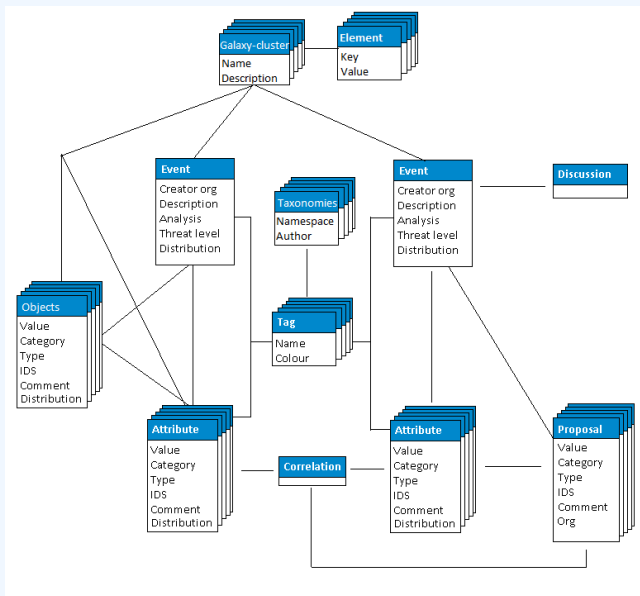 Galaxy-cluster
Name
Description
Element
Key
Value
Event
Creator org
Description
Analysis
Threat level
Distribution
Taxonomies
Namespace
Author
Event
Creator org
Description
Analysis
Threat level
Distribution
Discussion
Objects
Value
Category
Type
IDS
Comment
Distribution
Tag
Name
Colour
Attribute
Value
Category
Type
IDS
Comment
Distribution
Correlation
Attribute
Value
Category
Type
IDS
Comment
Distribution
Proposal
Value
Category
Type
IDS
Comment
Org